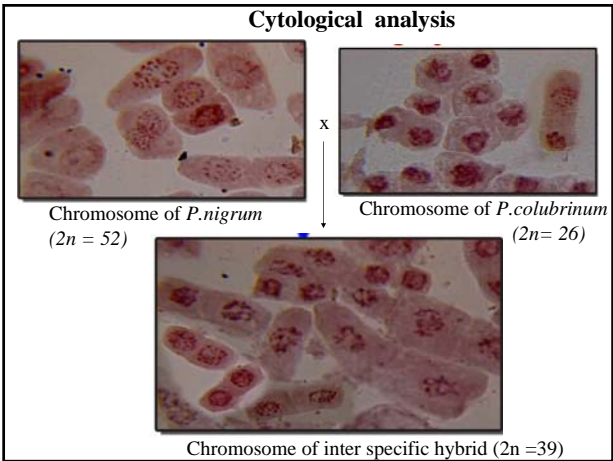 Cytological analysis
x
Chromosome of P.nigrum
(2n = 52)
Chromosome of P.colubrinum
(2n= 26)
Chromosome of inter specific hybrid (2n =39)